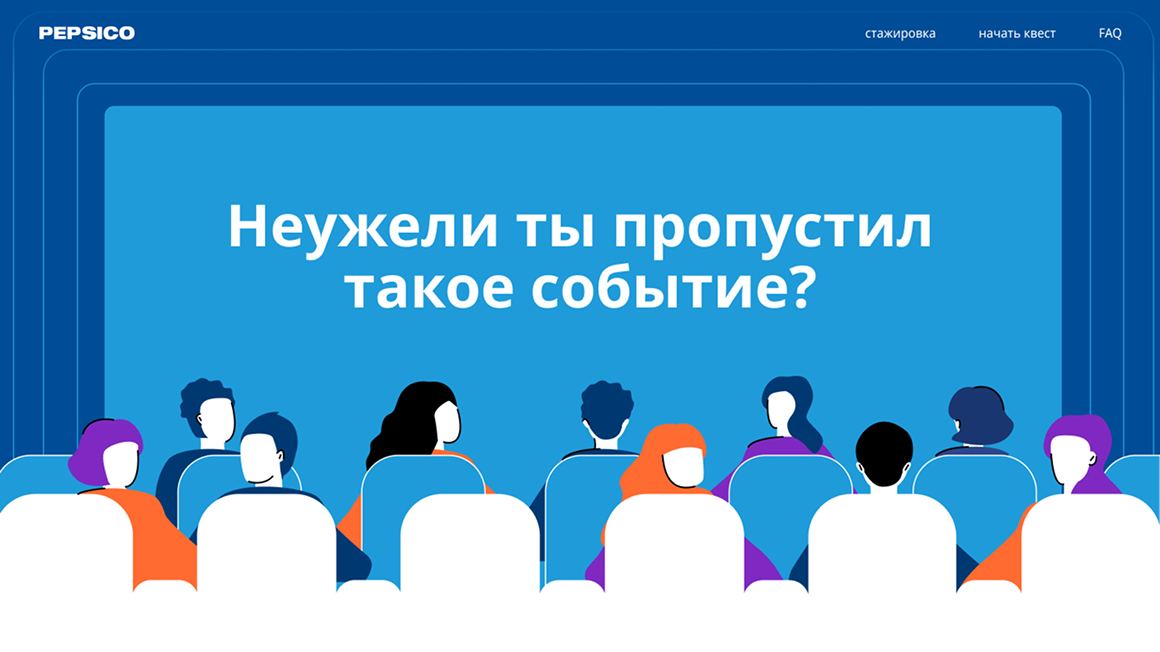 PEPSICO
стажировка
начать квест
FAQ
Неужели ты пропустил
такое событие?